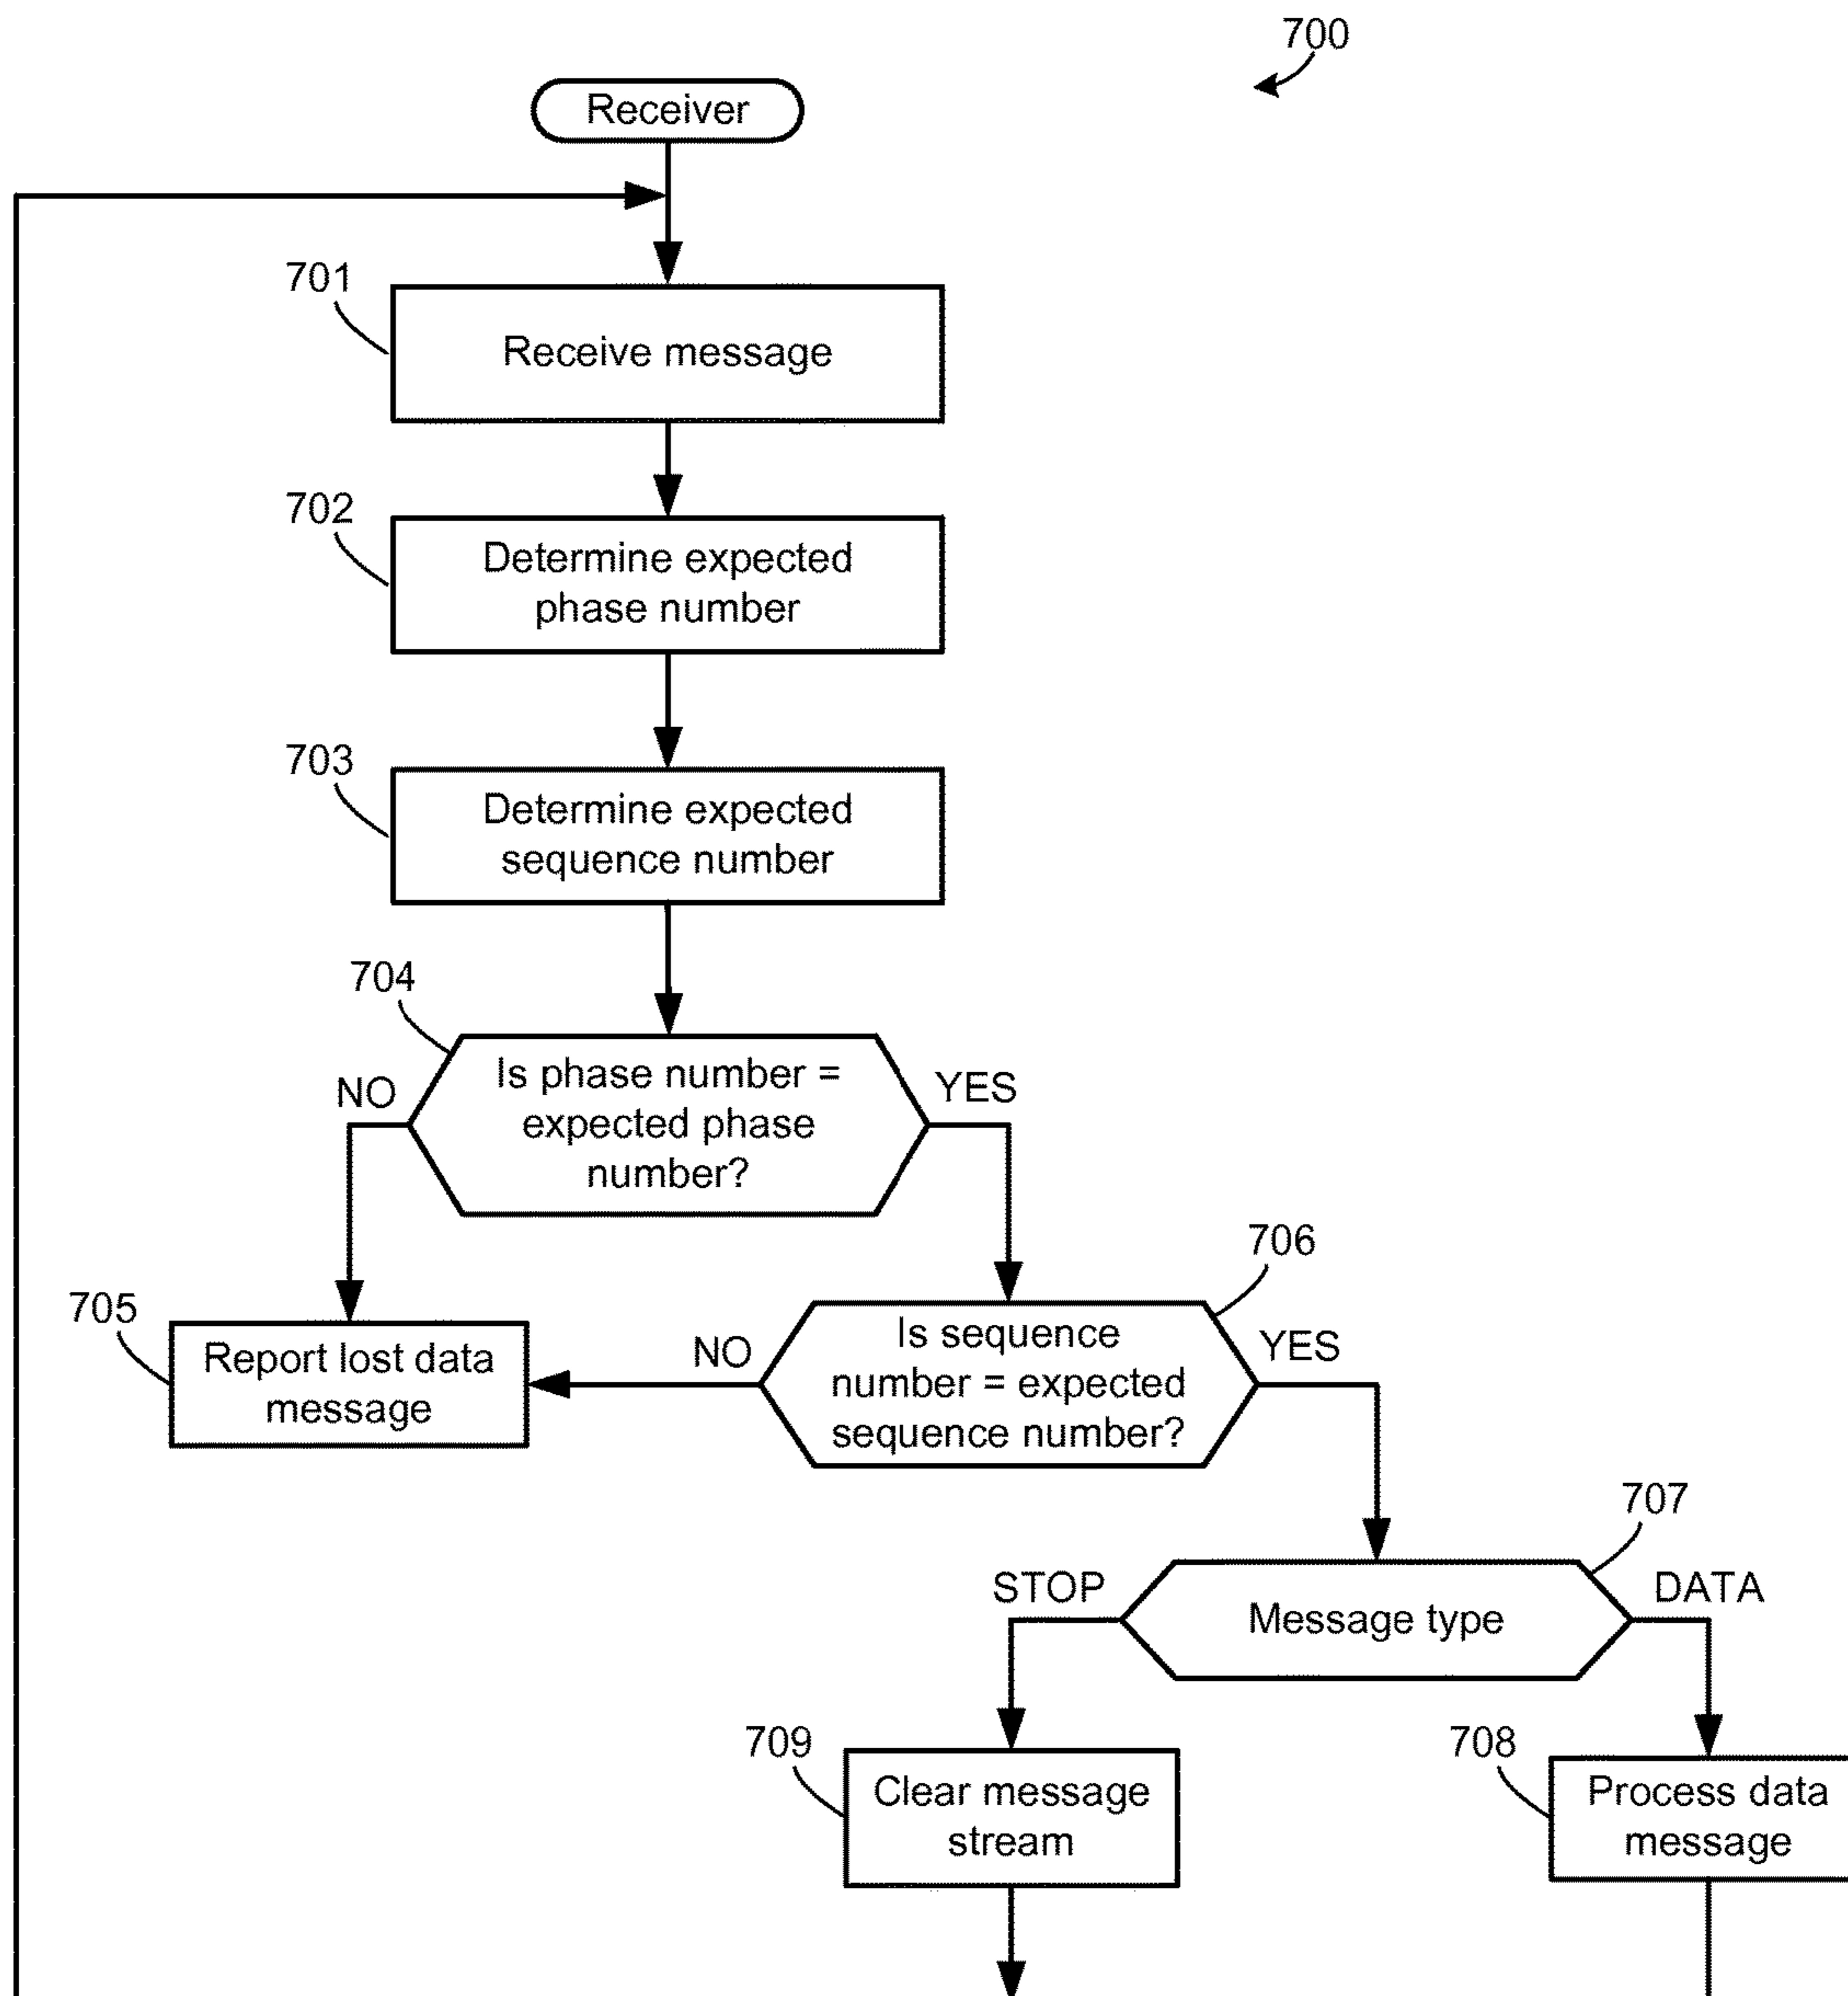 700
Receiver
701
Receive message
702
Determine expected
phase number
703
Determine expected
sequence number
704
Is phase number =
expected phase
number?
NO
YES
705
Report lost data
message
706
Is sequence
number = expected
sequence number?
NO
YES
707
Message type
STOP
DATA
709
Clear message
stream
708
Process data
message